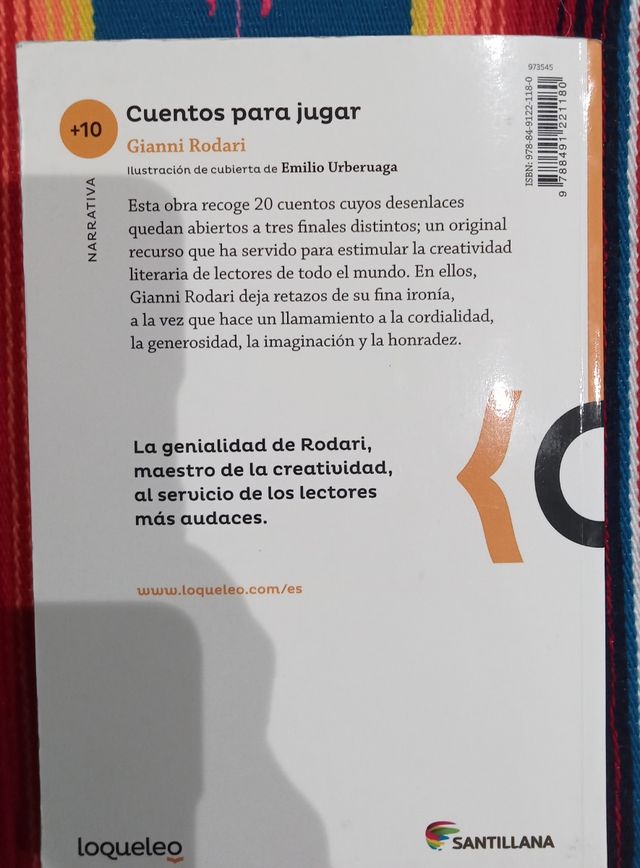 973545
ISBN: 978-84-9122-118-0
9 788491 221180
+10
NARRATIVA
Cuentos para jugar
Gianni Rodari
Ilustración de cubierta de Emilio Urberuaga
Esta obra recoge 20 cuentos cuyos desenlaces
quedan abiertos a tres finales distintos; un original
recurso que ha servido para estimular la creatividad
literaria de lectores de todo el mundo. En ellos,
Gianni Rodari deja retazos de su fina ironía,
a la vez que hace un llamamiento a la cordialidad,
la generosidad, la imaginación y la honradez.
La genialidad de Rodari,
maestro de la creatividad,
al servicio de los lectores
más audaces.
www.loqueleo.com/es
loqueleo
SANTILLANA